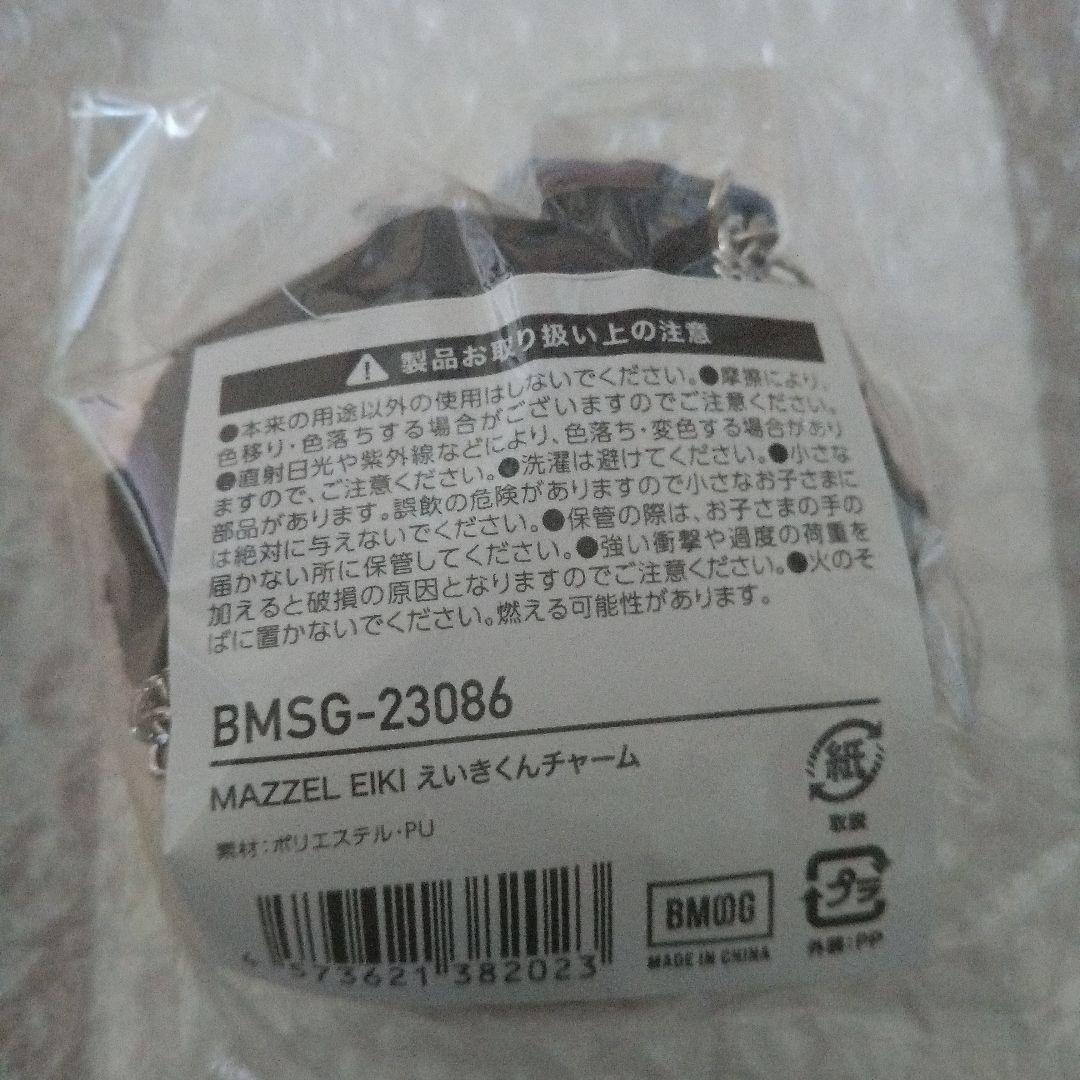 製品お取り扱い上の注意
●本来の用途以外の使用はしないでください。●摩擦により、
色移り・色落ちする場合がございますのでご注意ください。
●直射日光や紫外線などにより、色落ち・変色する場合があり
ますので、ご注意ください。●洗濯は避けてください。●小さな
部品があります。誤飲の危険がありますので小さなお子さまに
は絶対に与えないでください。●保管の際は、お子さまの手の
届かない所に保管してください。●強い衝撃や過度の荷重を
加えると破損の原因となりますのでご注意ください。●火のそ
ばに置かないでください。燃える可能性があります。
BMSG-23086
MAZZEL EIKI えいきくんチャーム
素材：ポリエステル・PU
紙
取説
プラ
外装：PP
4 573621 382023
BMSG
MADE IN CHINA